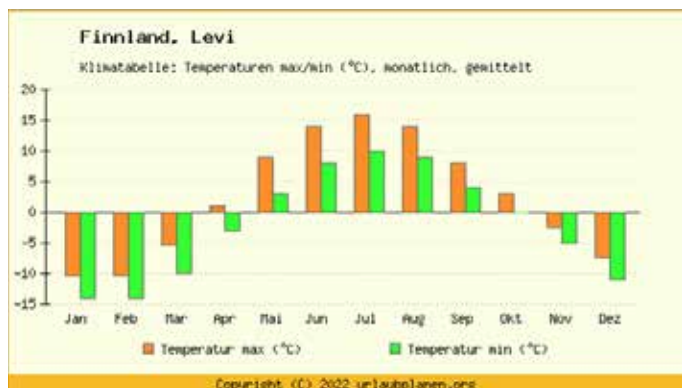 Finnland, Levi
Klimatabelle: Temperaturen max/min (°C), monatlich, gemittelt
20
15
10
5
0
-5
-10
-15
Jan Feb Mar Apr Mai Jun Jul Aug Sep Okt Nov Dez
Temperatur max (°C) Temperatur min (°C)
Copyright (C) 2022 urlaubplanen.org